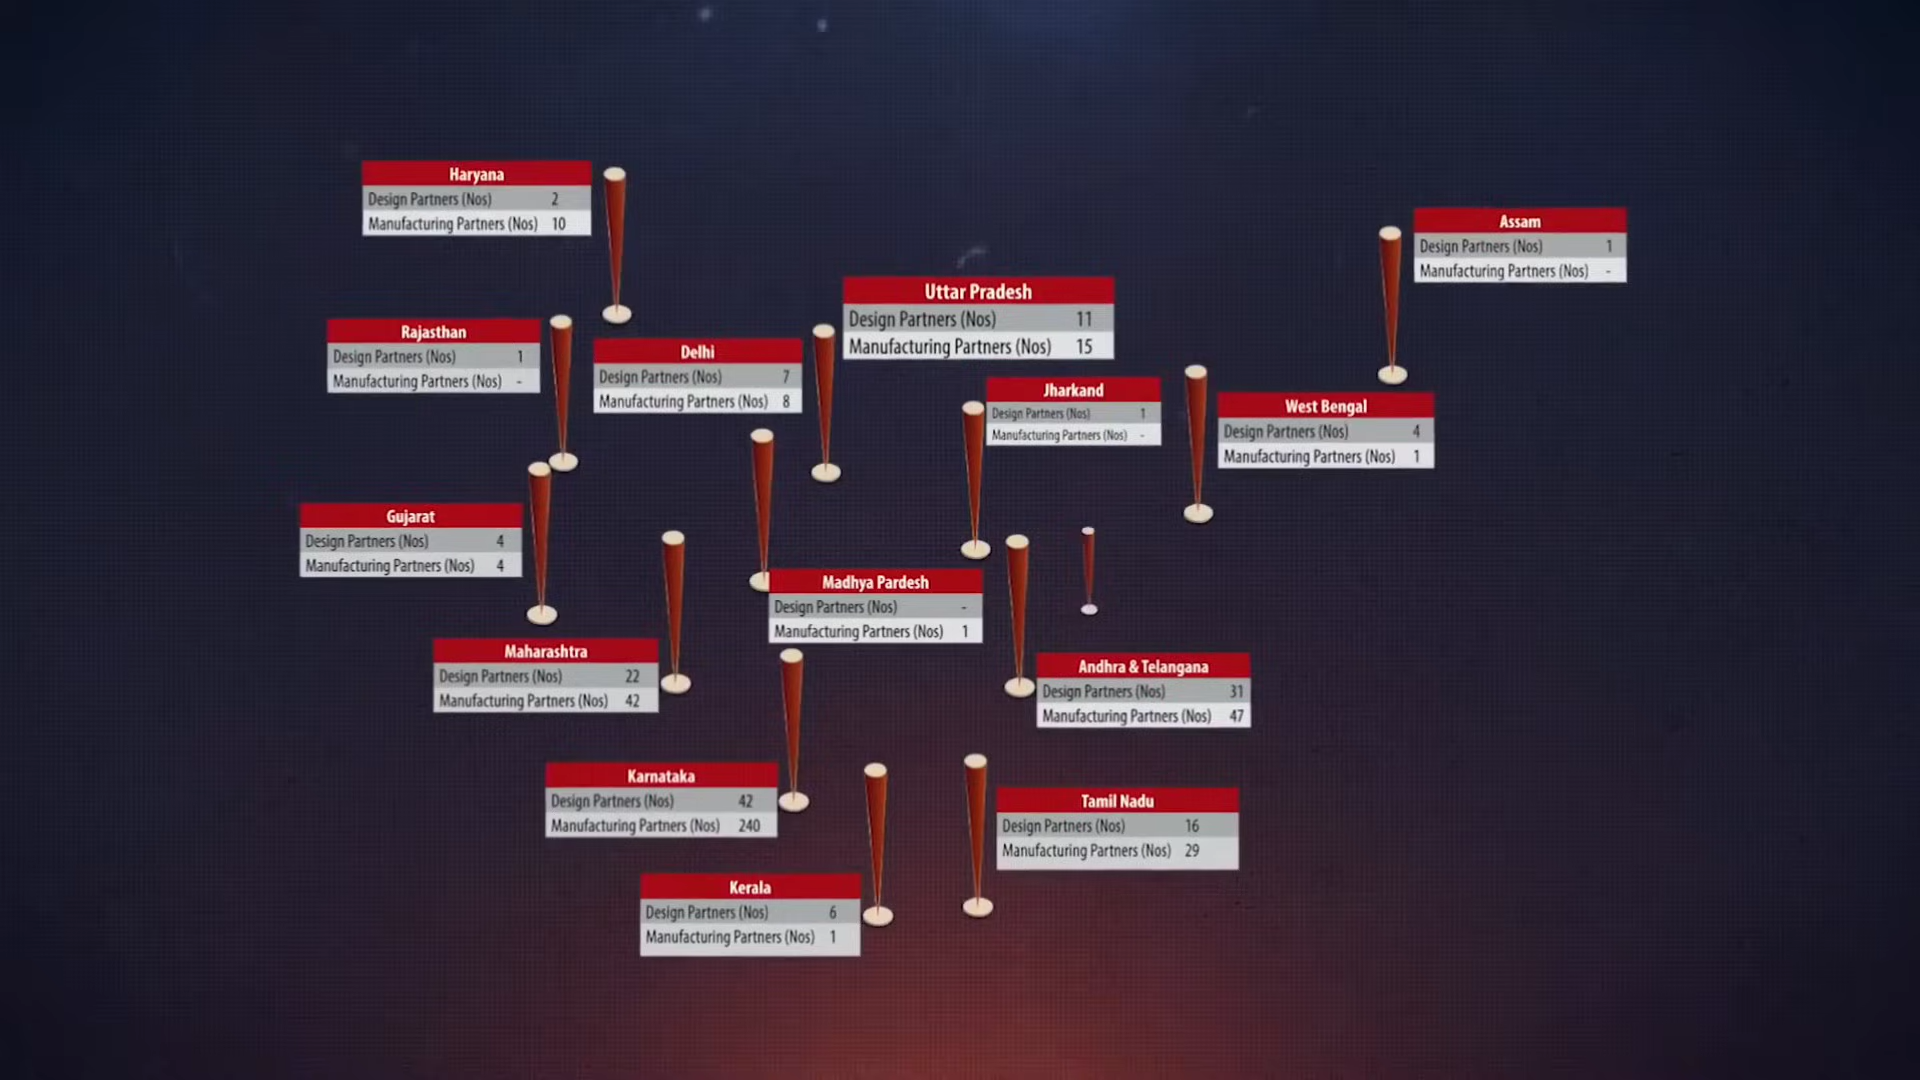 Haryana
Design Partners (Nos) 2
Manufacturing Partners (Nos) 10
Assam
Design Partners (Nos) 1
Manufacturing Partners (Nos) -
Uttar Pradesh
Design Partners (Nos) 11
Manufacturing Partners (Nos) 15
Rajasthan
Design Partners (Nos) 1
Manufacturing Partners (Nos) -
Delhi
Design Partners (Nos) 7
Manufacturing Partners (Nos) 8
Jharkand
Design Partners (Nos) 1
Manufacturing Partners (Nos) -
West Bengal
Design Partners (Nos) 4
Manufacturing Partners (Nos) 1
Gujarat
Design Partners (Nos) 4
Manufacturing Partners (Nos) 4
Madhya Pardesh
Design Partners (Nos) -
Manufacturing Partners (Nos) 1
Maharashtra
Design Partners (Nos) 22
Manufacturing Partners (Nos) 42
Andhra & Telangana
Design Partners (Nos) 31
Manufacturing Partners (Nos) 47
Karnataka
Design Partners (Nos) 42
Manufacturing Partners (Nos) 240
Tamil Nadu
Design Partners (Nos) 16
Manufacturing Partners (Nos) 29
Kerala
Design Partners (Nos) 6
Manufacturing Partners (Nos) 1